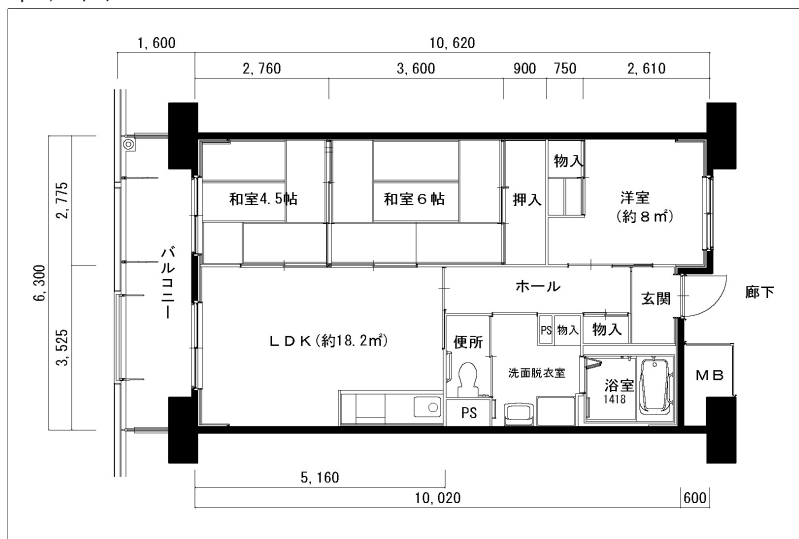 1,600
10,620
2,760
3,600
900
750
2,610
和室4.5帖
和室6帖
押入
物入
洋室
(約8㎡)
2,775
6,300
3,525
バルコニー
ホール
玄関
廊下
LDK(約18.2㎡)
便所
PS
物入
物入
洗面脱衣室
浴室
1418
MB
PS
5,160
10,020
600